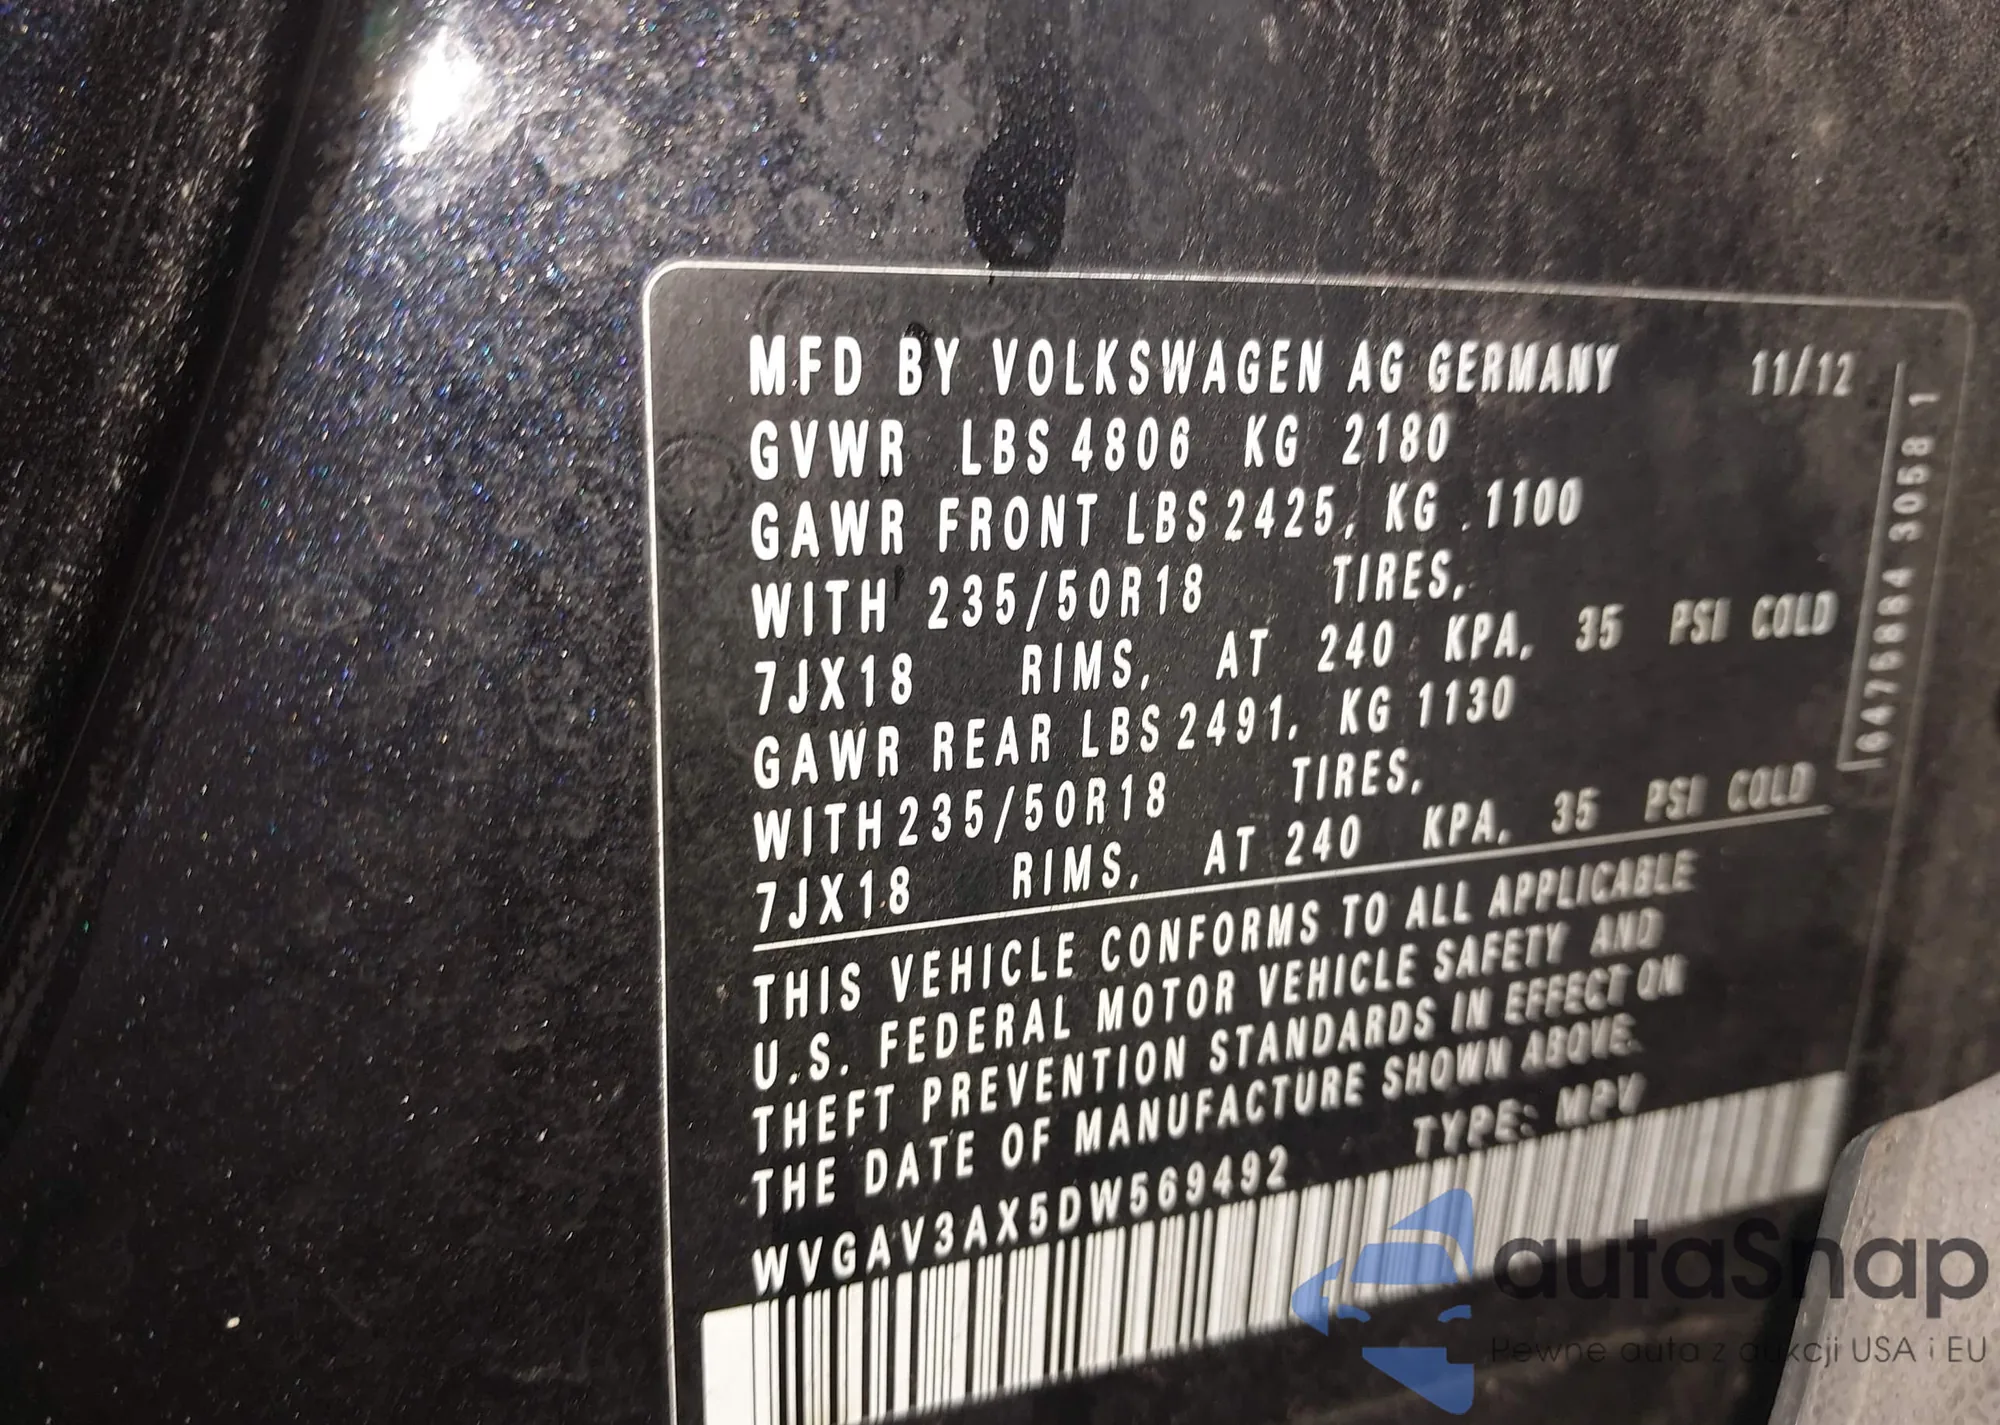 MFD BY VOLKSWAGEN AG GERMANY 11/12
GVWR LBS 4806 KG 2180
GAWR FRONT LBS 2425, KG 1100
WITH 235/50R18 TIRES,
7JX18 RIMS, AT 240 KPA, 35 PSI COLD
GAWR REAR LBS 2491, KG 1130
WITH 235/50R18 TIRES,
7JX18 RIMS, AT 240 KPA, 35 PSI COLD
THIS VEHICLE CONFORMS TO ALL APPLICABLE
U.S. FEDERAL MOTOR VEHICLE SAFETY AND
THEFT PREVENTION STANDARDS IN EFFECT ON
THE DATE OF MANUFACTURE SHOWN ABOVE.
WVGAV3AX5DW569492 TYPE: MPV
autaSnap
Pewne auta z aukcji USA i EU